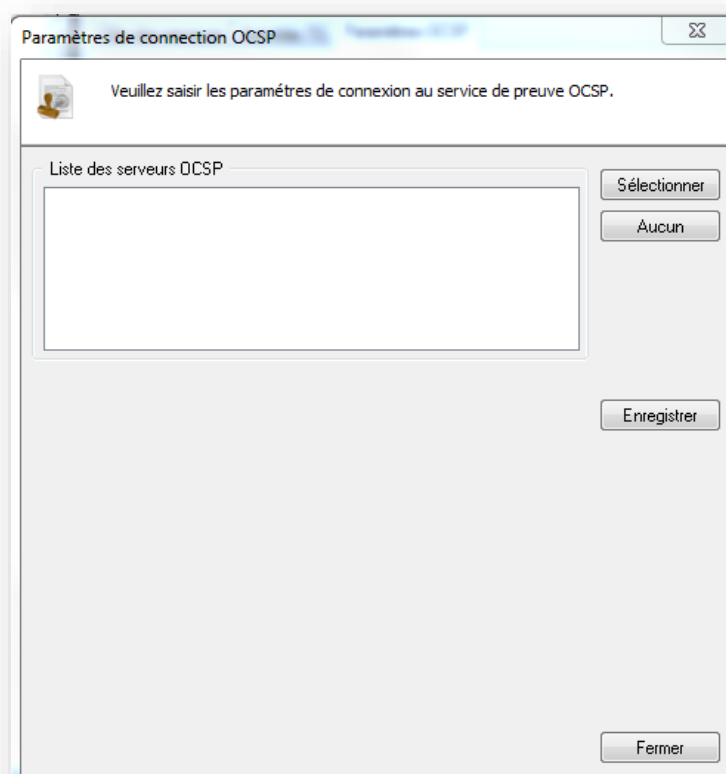 Paramètres de connection OCSP
Veuillez saisir les paramétres de connexion au service de preuve OCSP.
Liste des serveurs OCSP
Sélectionner
Aucun
Enregistrer
Fermer